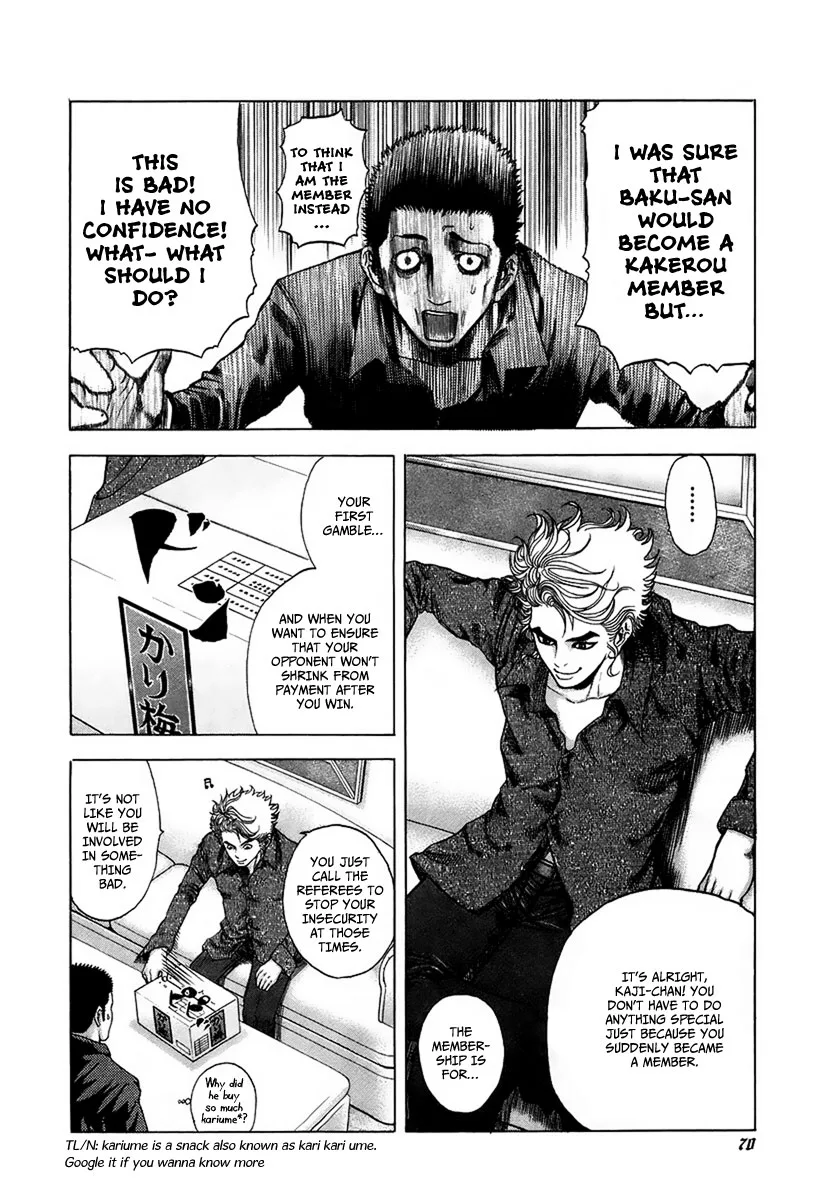 I WAS SURE
THAT
BAKU-SAN
WOULD
BECOME A
KAKEROU
MEMBER
BUT...
TO THINK
THAT I
AM THE
MEMBER
INSTEAD
...
THIS
IS BAD!
I HAVE NO
CONFIDENCE!
WHAT- WHAT
SHOULD I
DO?
......
IT'S ALRIGHT,
KAJI-CHAN! YOU
DON'T HAVE TO DO
ANYTHING SPECIAL
JUST BECAUSE YOU
SUDDENLY BECAME
A MEMBER.
THE
MEMBER-
SHIP IS
FOR...
YOUR
FIRST
GAMBLE...
AND WHEN YOU
WANT TO ENSURE
THAT YOUR
OPPONENT WON'T
SHRINK FROM
PAYMENT AFTER
YOU WIN.
かり梅
YOU JUST
CALL THE
REFEREES TO
STOP YOUR
INSECURITY
AT THOSE
TIMES.
IT'S NOT
LIKE YOU
WILL BE
INVOLVED
IN SOME-
THING
BAD.
Why did
he buy
so much
kariume*?
TL/N: kariume is a snack also known as kari kari ume.
Google it if you wanna know more
70